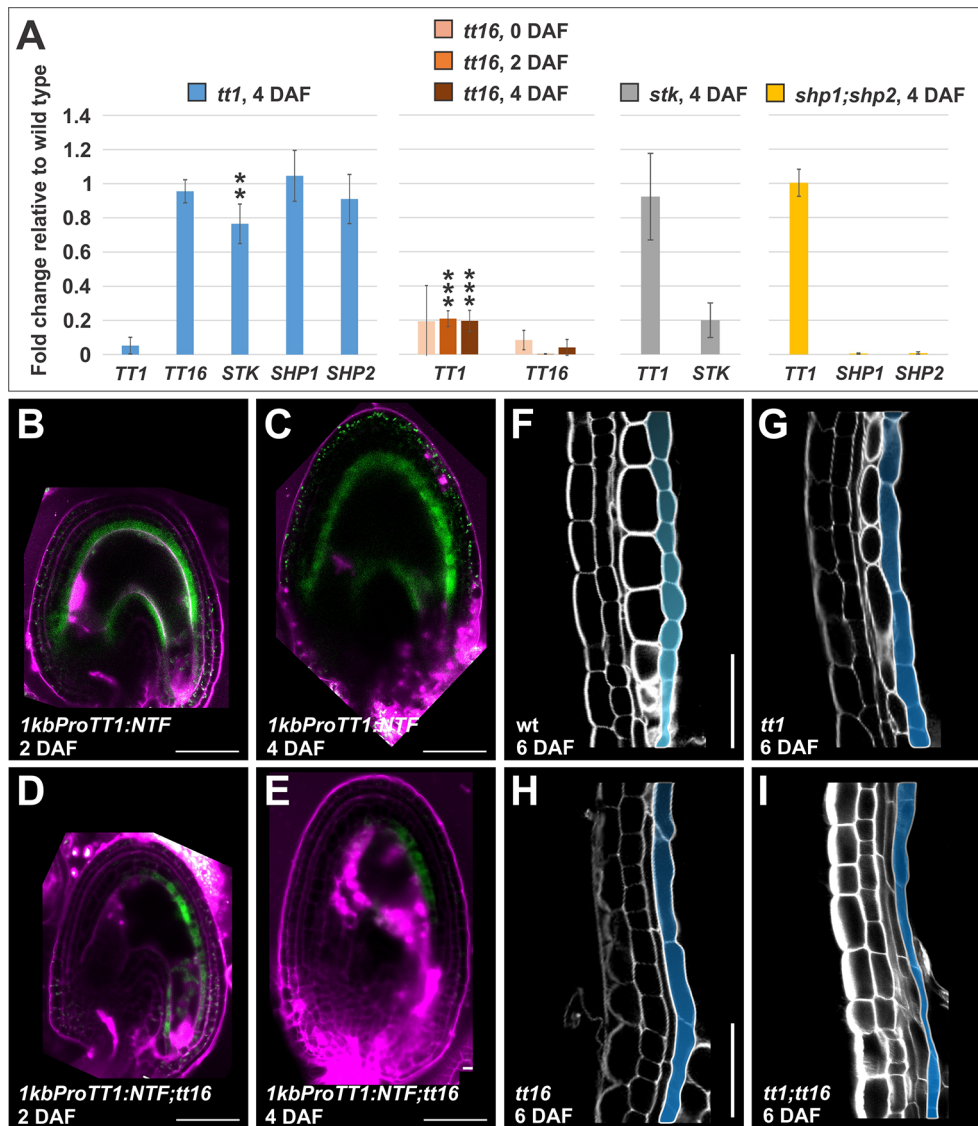 A
Fold change relative to wild type
tt1, 4 DAF
tt16, 0 DAF
tt16, 2 DAF
tt16, 4 DAF
stk, 4 DAF
shp1;shp2, 4 DAF
1.4
1.2
1
0.8
0.6
0.4
0.2
0
**
***
***
TT1 TT16 STK SHP1 SHP2
TT1 TT16
TT1 STK
TT1 SHP1 SHP2
B
1kbProTT1:NTF
2 DAF
C
1kbProTT1:NTF
4 DAF
F
wt
6 DAF
G
tt1
6 DAF
D
1kbProTT1:NTF;tt16
2 DAF
E
1kbProTT1:NTF;tt16
4 DAF
H
tt16
6 DAF
I
tt1;tt16
6 DAF